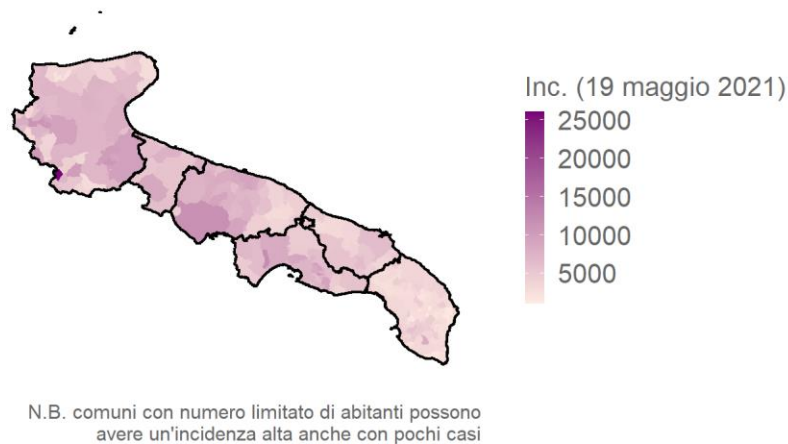 Inc. (19 maggio 2021)
25000
20000
15000
10000
5000
N.B. comuni con numero limitato di abitanti possono
avere un'incidenza alta anche con pochi casi